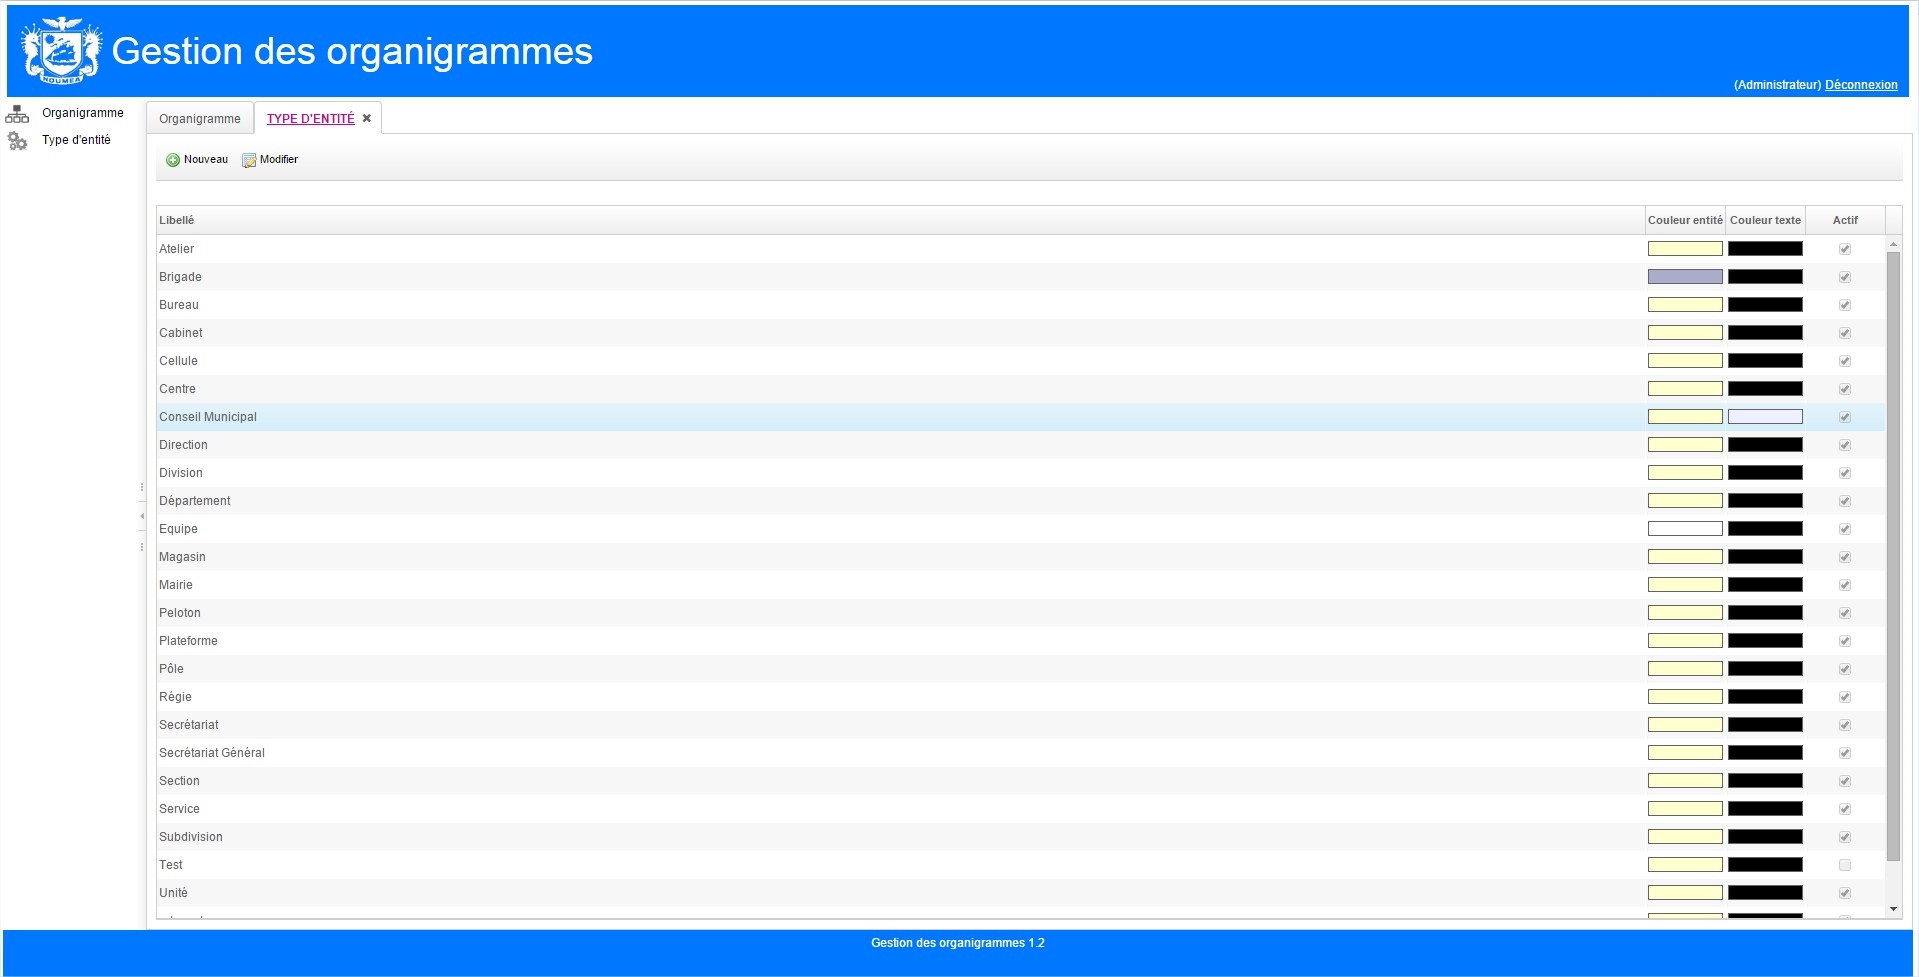 NOUMEA
Gestion des organigrammes
(Administrateur) Déconnexion
Organigramme
Type d'entité
Organigramme TYPE D'ENTITÉ
Nouveau Modifier
Libellé Couleur entité Couleur texte Actif
Atelier
Brigade
Bureau
Cabinet
Cellule
Centre
Conseil Municipal
Direction
Division
Département
Equipe
Magasin
Mairie
Peloton
Plateforme
Pôle
Régie
Secrétariat
Secrétariat Général
Section
Service
Subdivision
Test
Unité
Gestion des organigrammes 1.2